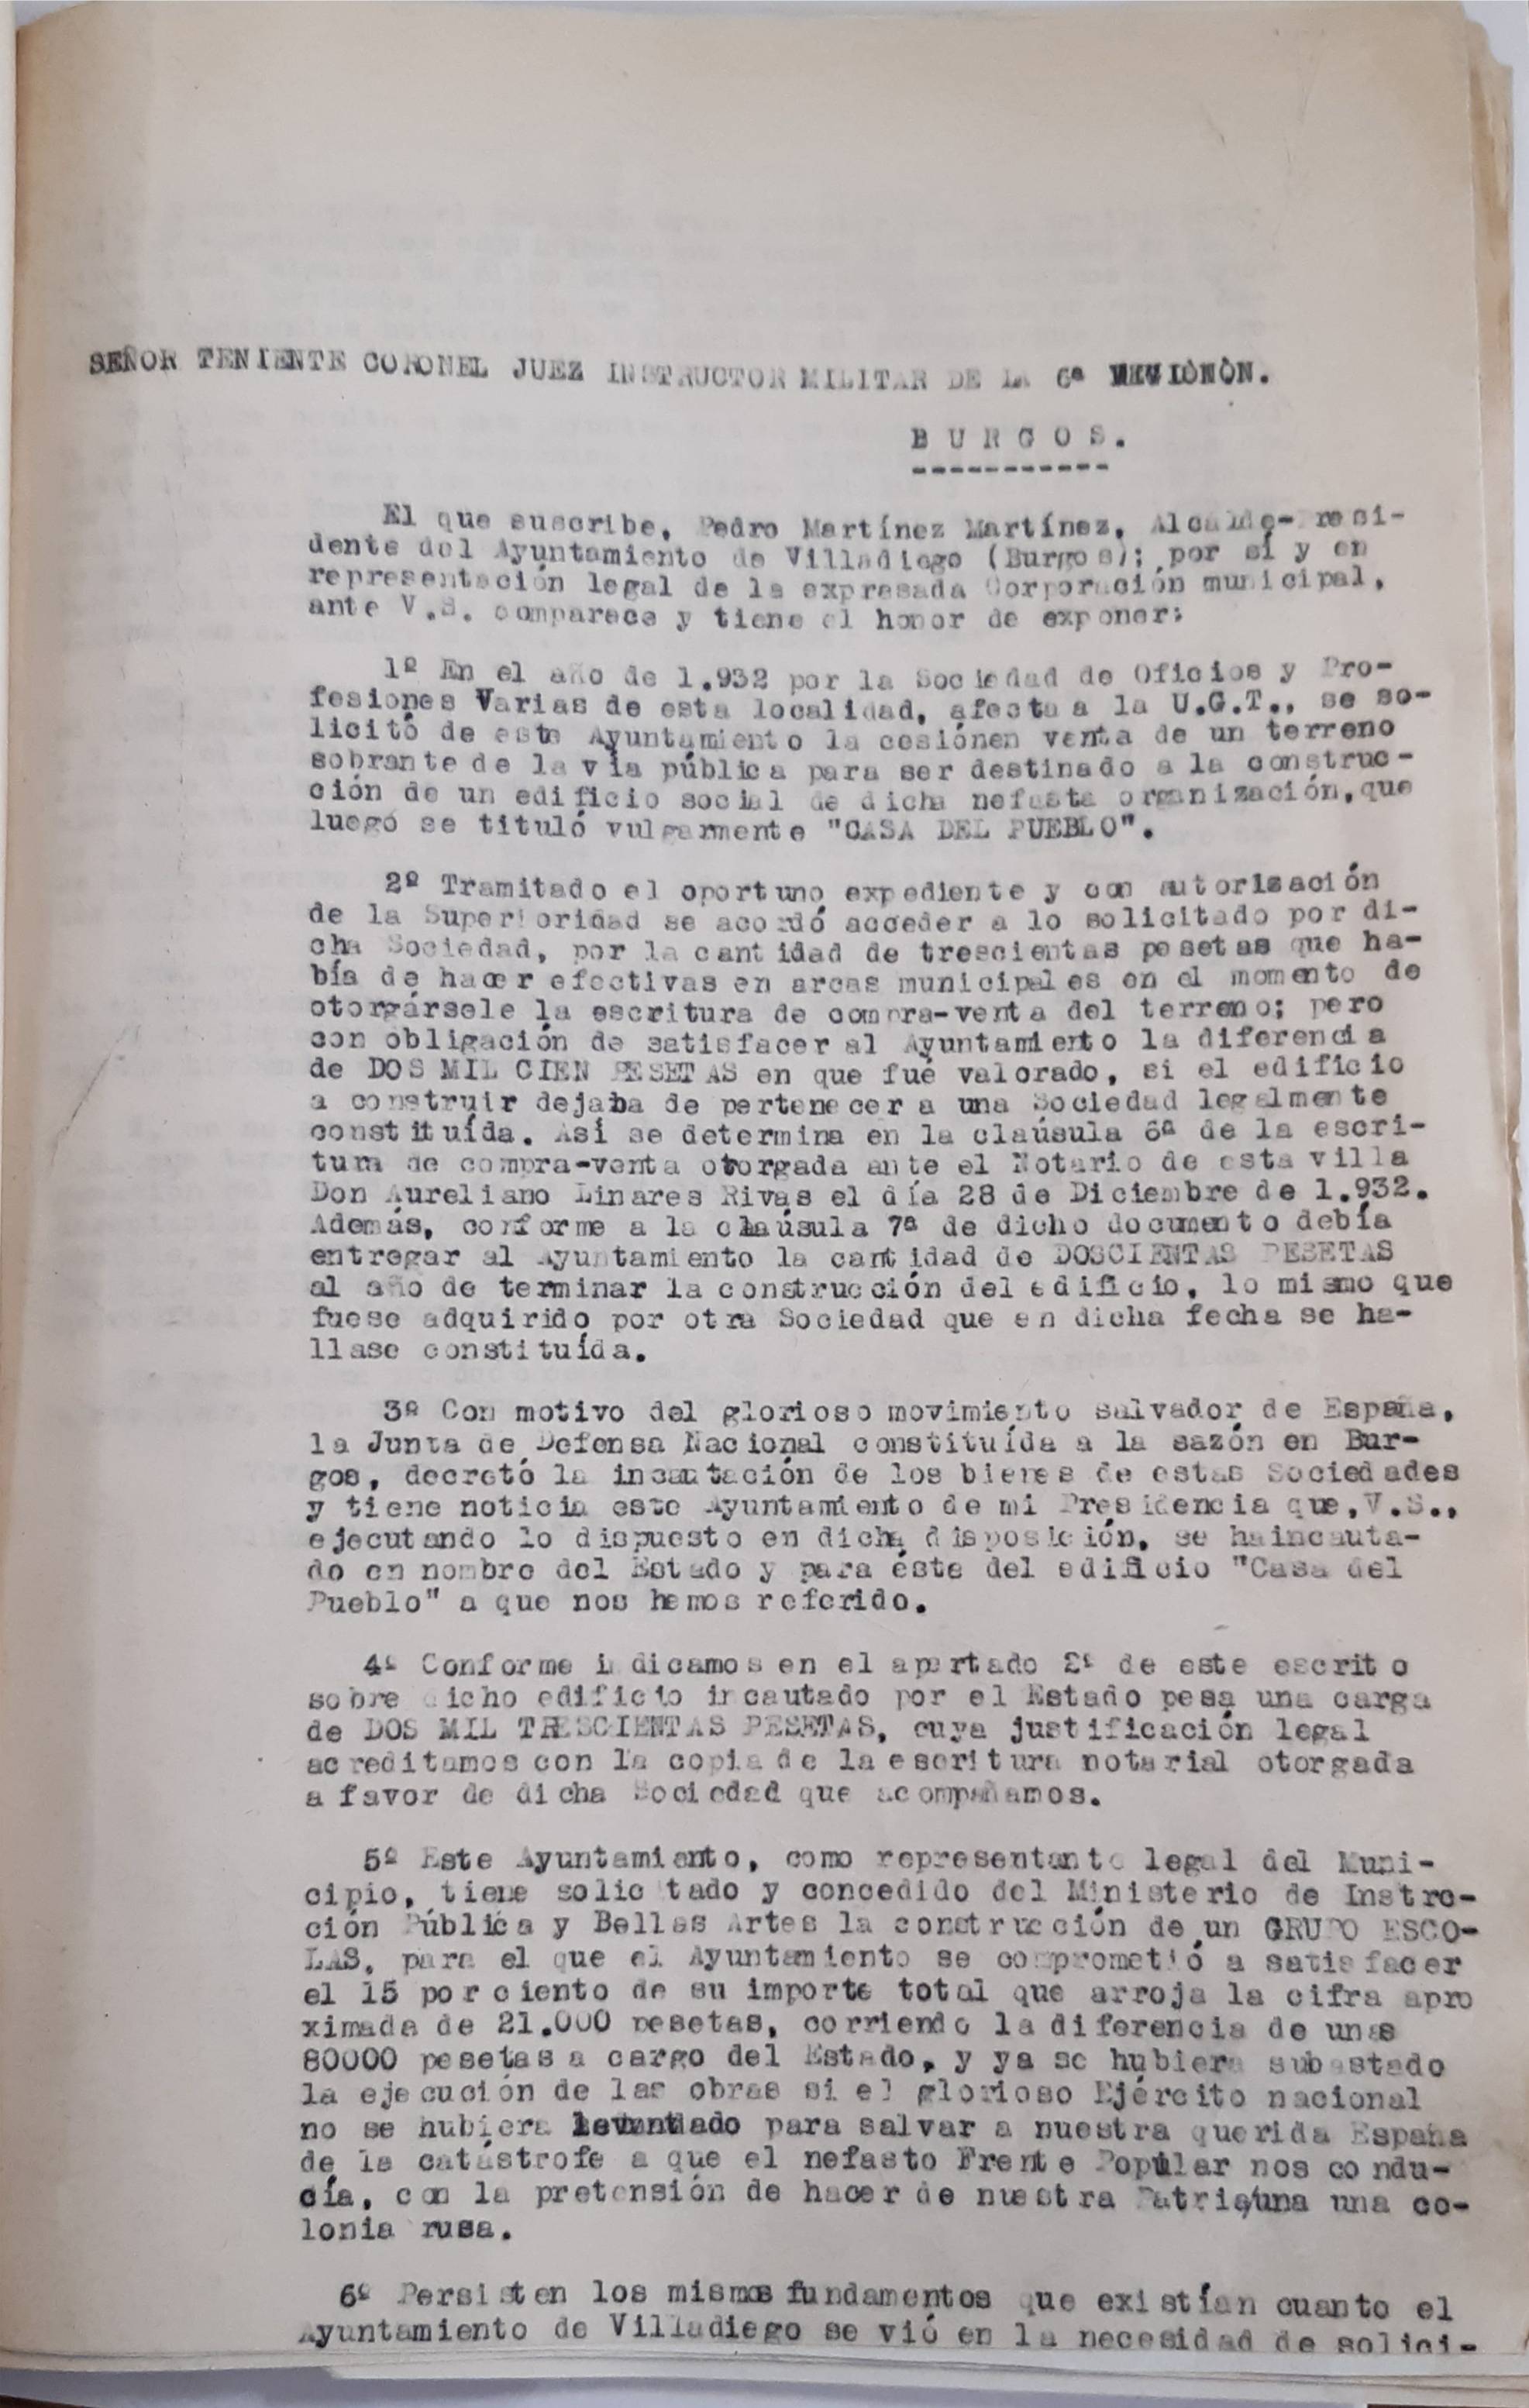 SEÑOR TENIENTE CORONEL JUEZ INSTRUCTOR MILITAR DE LA 6ª
BURGOS.
El que suscribe, Pedro Martínez Martínez, Alcalde-Presi-
dente del Ayuntamiento de Villadiego (Burgos); por sí y en
representación legal de la expresada Corporación municipal,
ante V.S. comparece y tiene el honor de exponer:
1º En el año de 1.932 por la Sociedad de Oficios y Pro-
fesiones Varias de esta localidad, afecta a la U.G.T., se so-
licitó de este Ayuntamiento la cesiónen venta de un terreno
sobrante de la vía pública para ser destinado a la construc-
ción de un edificio social de dicha nefasta organización, que
luego se tituló vulgarmente "CASA DEL PUEBLO".
2º Tramitado el oportuno expediente y con autorización
de la Superioridad se acordó acceder a lo solicitado por di-
cha Sociedad, por la cantidad de trescientas pesetas que ha-
bía de hacer efectivas en arcas municipales en el momento de
otorgársele la escritura de compra-venta del terreno; pero
con obligación de satisfacer al Ayuntamiento la diferencia
de DOS MIL CIEN PESETAS en que fué valorado, si el edificio
a construir dejaba de pertenecer a una Sociedad legalmente
constituída. Así se determina en la claúsula 6ª de la escri-
tura de compra-venta otorgada ante el Notario de esta villa
Don Aureliano Linares Rivas el día 28 de Diciembre de 1.932.
Además, conforme a la claúsula 7ª de dicho documento debía
entregar al Ayuntamiento la cantidad de DOSCIENTAS PESETAS
al año de terminar la construcción del edificio, lo mismo que
fuese adquirido por otra Sociedad que en dicha fecha se ha-
llase constituída.
3º Con motivo del glorioso movimiento salvador de España,
la Junta de Defensa Nacional constituída a la sazón en Bur-
gos, decretó la incautación de los bienes de estas Sociedades
y tiene noticia este Ayuntamiento de mi Presidencia que, V.S.,
ejecutando lo dispuesto en dicha disposición, se haincauta-
do en nombre del Estado y para éste del edificio "Casa del
Pueblo" a que nos hemos referido.
4º Conforme indicamos en el apartado 2º de este escrito
sobre dicho edificio incautado por el Estado pesa una carga
de DOS MIL TRESCIENTAS PESETAS, cuya justificación legal
acreditamos con la copia de la escritura notarial otorgada
a favor de dicha Sociedad que acompañamos.
5º Este Ayuntamiento, como representante legal del Muni-
cipio, tiene solicitado y concedido del Ministerio de Instro-
ción Pública y Bellas Artes la construcción de un GRUPO ESCO-
LAS, para el que el Ayuntamiento se comprometió a satisfacer
el 15 por ciento de su importe total que arroja la cifra apro
ximada de 21.000 pesetas, corriendo la diferencia de unas
80000 pesetas a cargo del Estado, y ya se hubiera subastado
la ejecución de las obras si el glorioso Ejército nacional
no se hubiera levantado para salvar a nuestra querida España
de la catástrofe a que el nefasto Frente Popular nos condu-
cía, con la pretensión de hacer de nuestra Patria, una una co-
lonia rusa.
6º Persisten los mismos fundamentos que existían cuanto el
Ayuntamiento de Villadiego se vió en la necesidad de solici-